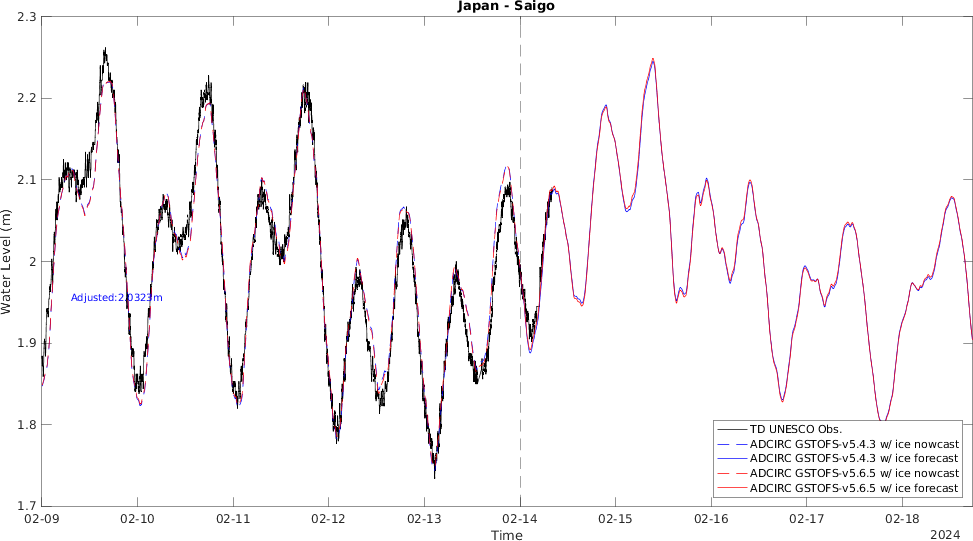 Japan - Saigo
2.3
2.2
2.1
2
1.9
1.8
1.7
Water Level (m)
Adjusted:2.0323m
TD UNESCO Obs.
ADCIRC GSTOFS-v5.4.3 w/ ice nowcast
ADCIRC GSTOFS-v5.4.3 w/ ice forecast
ADCIRC GSTOFS-v5.6.5 w/ ice nowcast
ADCIRC GSTOFS-v5.6.5 w/ ice forecast
02-09 02-10 02-11 02-12 02-13 02-14 02-15 02-16 02-17 02-18
Time
2024